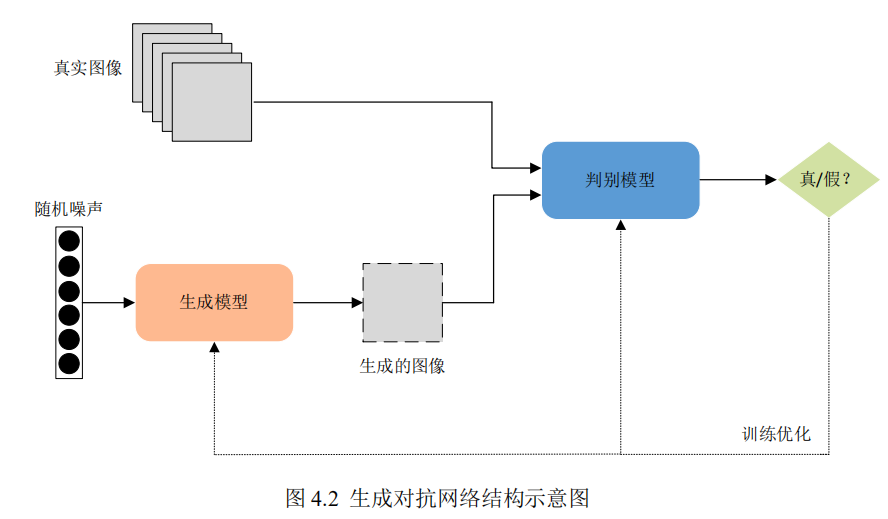 真实图像
随机噪声
生成模型
生成的图像
判别模型
真/假？
训练优化
图 4.2 生成对抗网络结构示意图